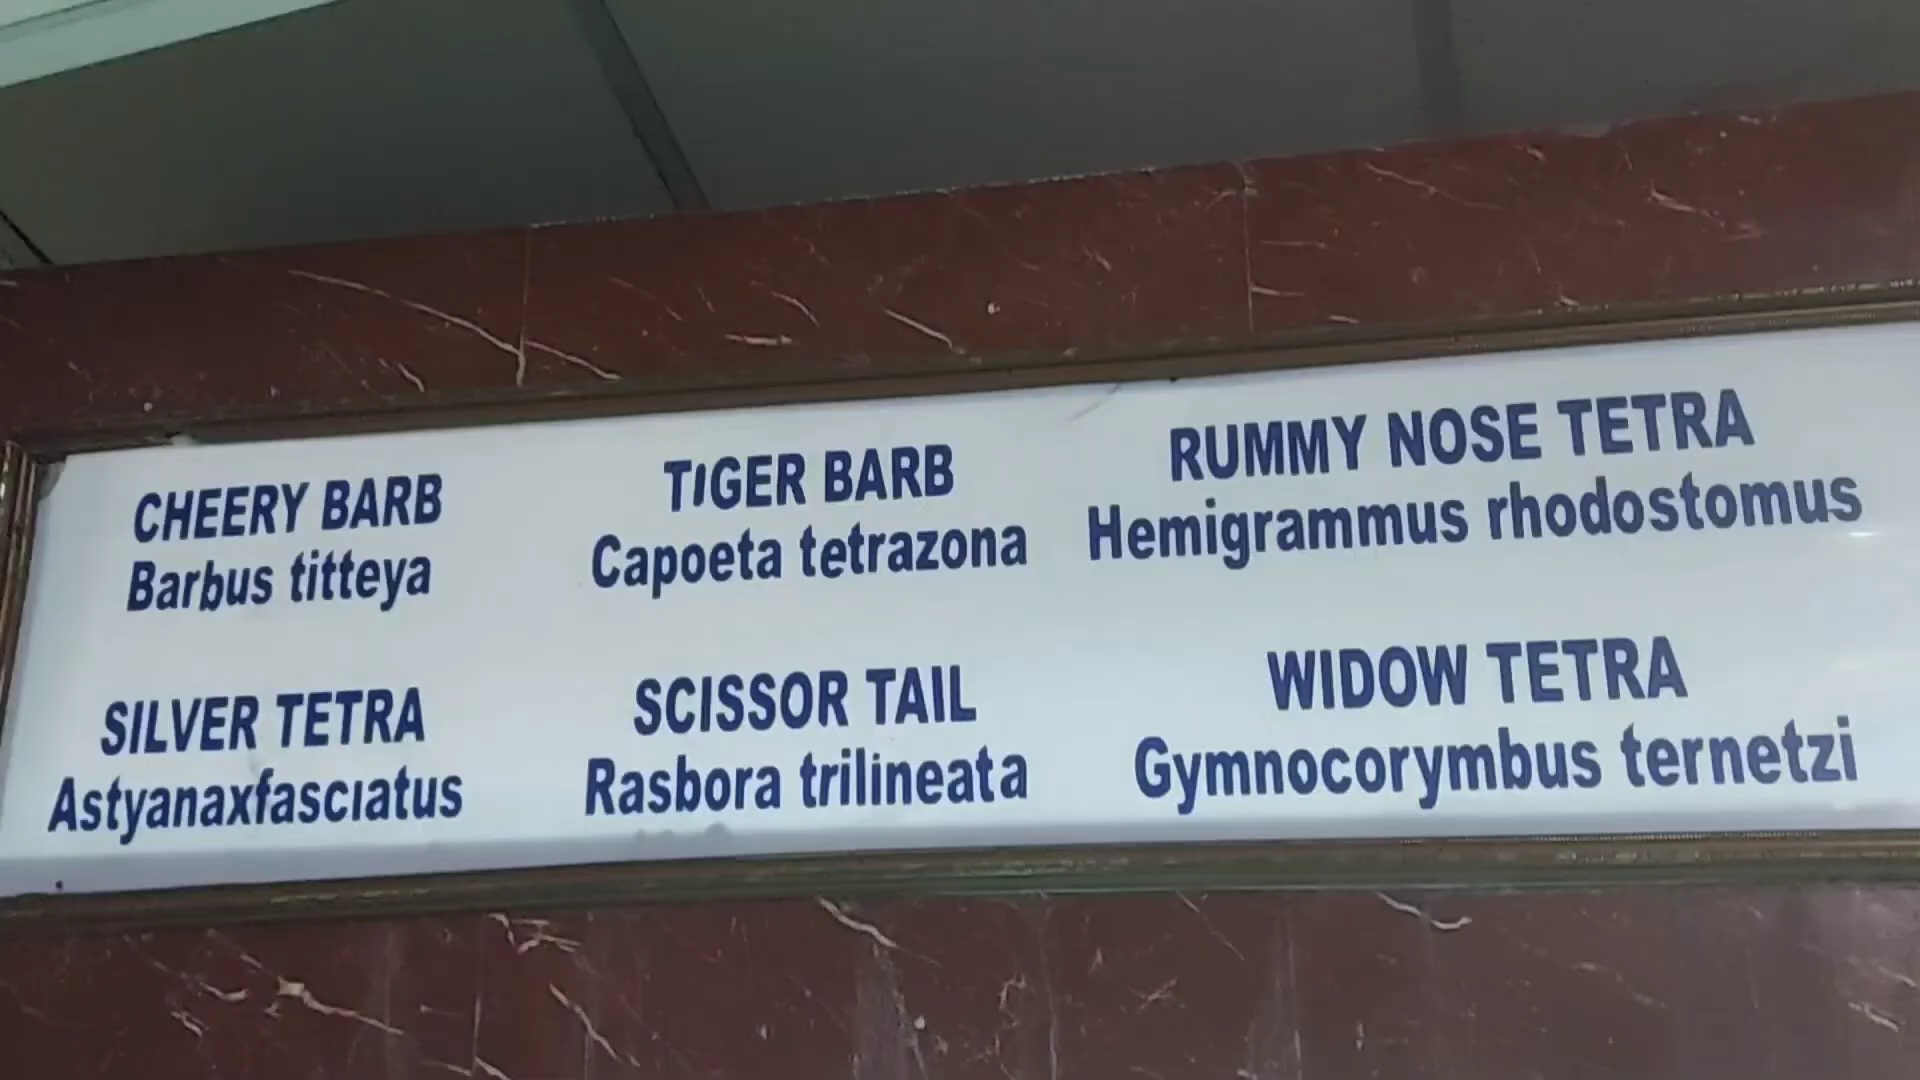 CHEERY BARB
Barbus titteya
TIGER BARB
Capoeta tetrazona
RUMMY NOSE TETRA
Hemigrammus rhodostomus
SILVER TETRA
Astyanaxfasciatus
SCISSOR TAIL
Rasbora trilineata
WIDOW TETRA
Gymnocorymbus ternetzi